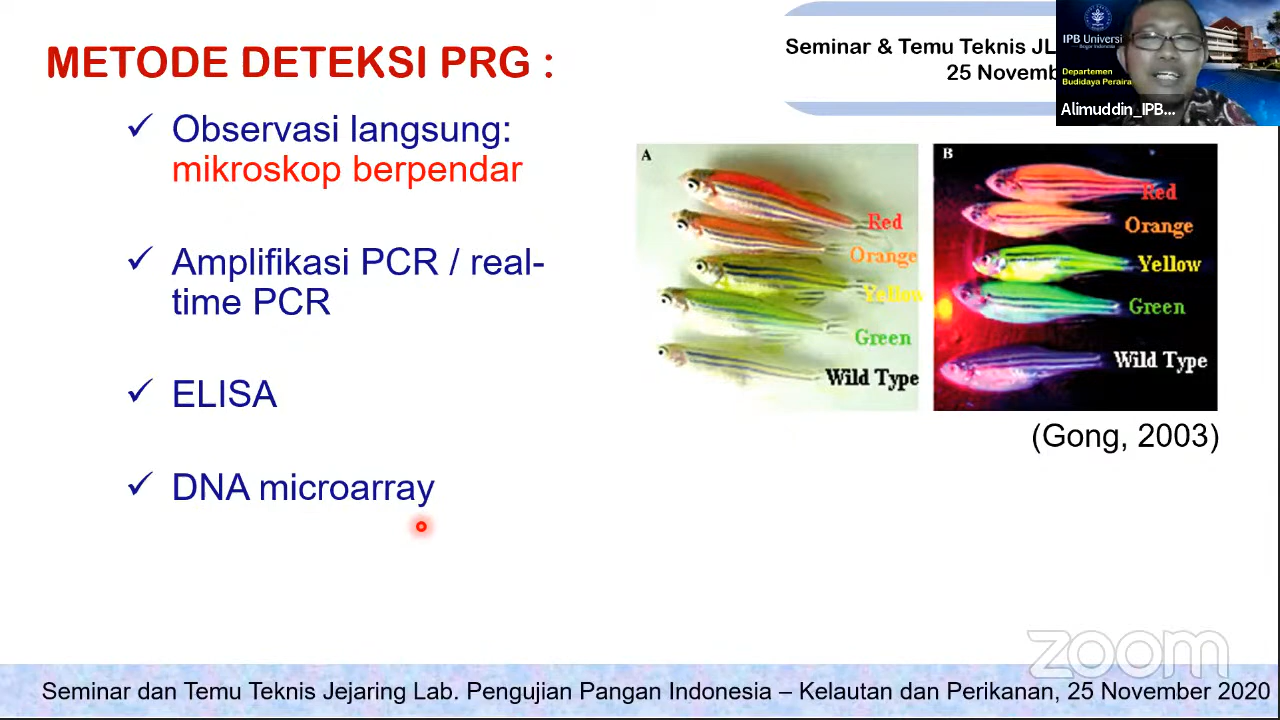 METODE DETEKSI PRG :
✓ Observasi langsung:
mikroskop berpendar
✓ Amplifikasi PCR / real-
time PCR
✓ ELISA
✓ DNA microarray
Seminar & Temu Teknis JL
25 Novemb
IPB Universi
Bogor Indonesia
Departemen
Budidaya Peraira
Alimuddin_IPB...
A
Red
Orange
Yellow
Green
Wild Type
B
Red
Orange
Yellow
Green
Wild Type
(Gong, 2003)
zoom
Seminar dan Temu Teknis Jejaring Lab. Pengujian Pangan Indonesia – Kelautan dan Perikanan, 25 November 2020